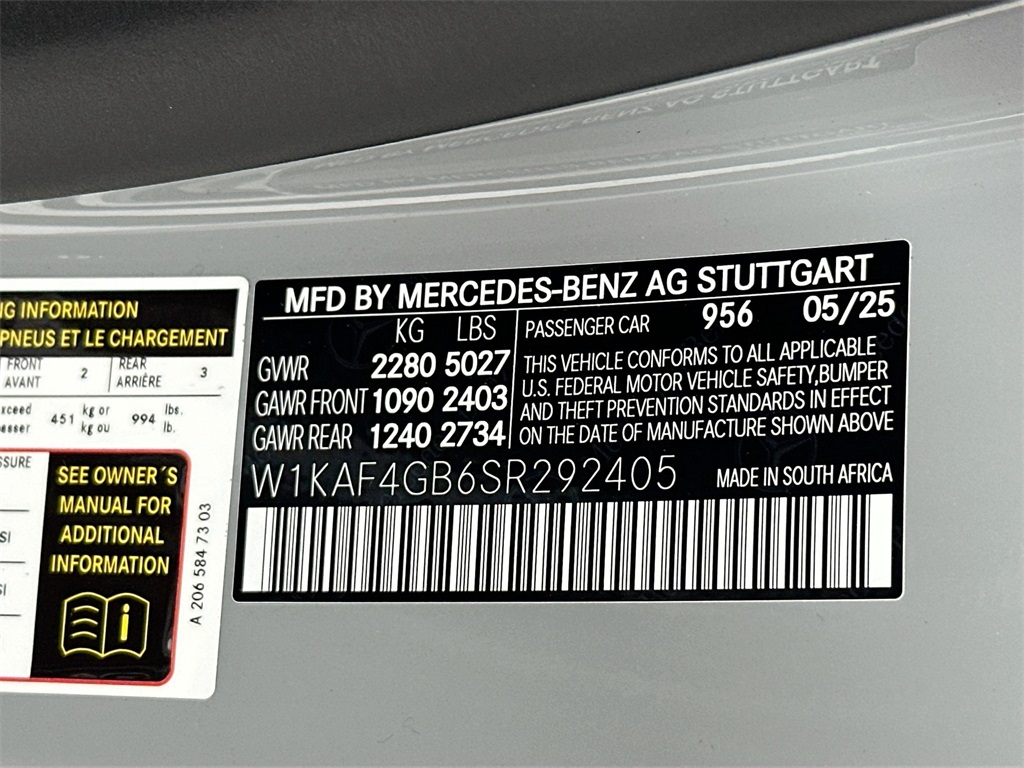 MFD BY MERCEDES-BENZ AG STUTTGART
KG LBS
GVWR 2280 5027
GAWR FRONT 1090 2403
GAWR REAR 1240 2734
PASSENGER CAR 956 05/25
THIS VEHICLE CONFORMS TO ALL APPLICABLE
U.S. FEDERAL MOTOR VEHICLE SAFETY,BUMPER
AND THEFT PREVENTION STANDARDS IN EFFECT
ON THE DATE OF MANUFACTURE SHOWN ABOVE
W1KAF4GB6SR292405 MADE IN SOUTH AFRICA
INFORMATION
PNEUS ET LE CHARGEMENT
FRONT
AVANT 2
REAR
ARRIÈRE 3
451 kg or
kg ou
994 lbs.
lb.
SEE OWNER´S
MANUAL FOR
ADDITIONAL
INFORMATION
i
A 206 584 73 03